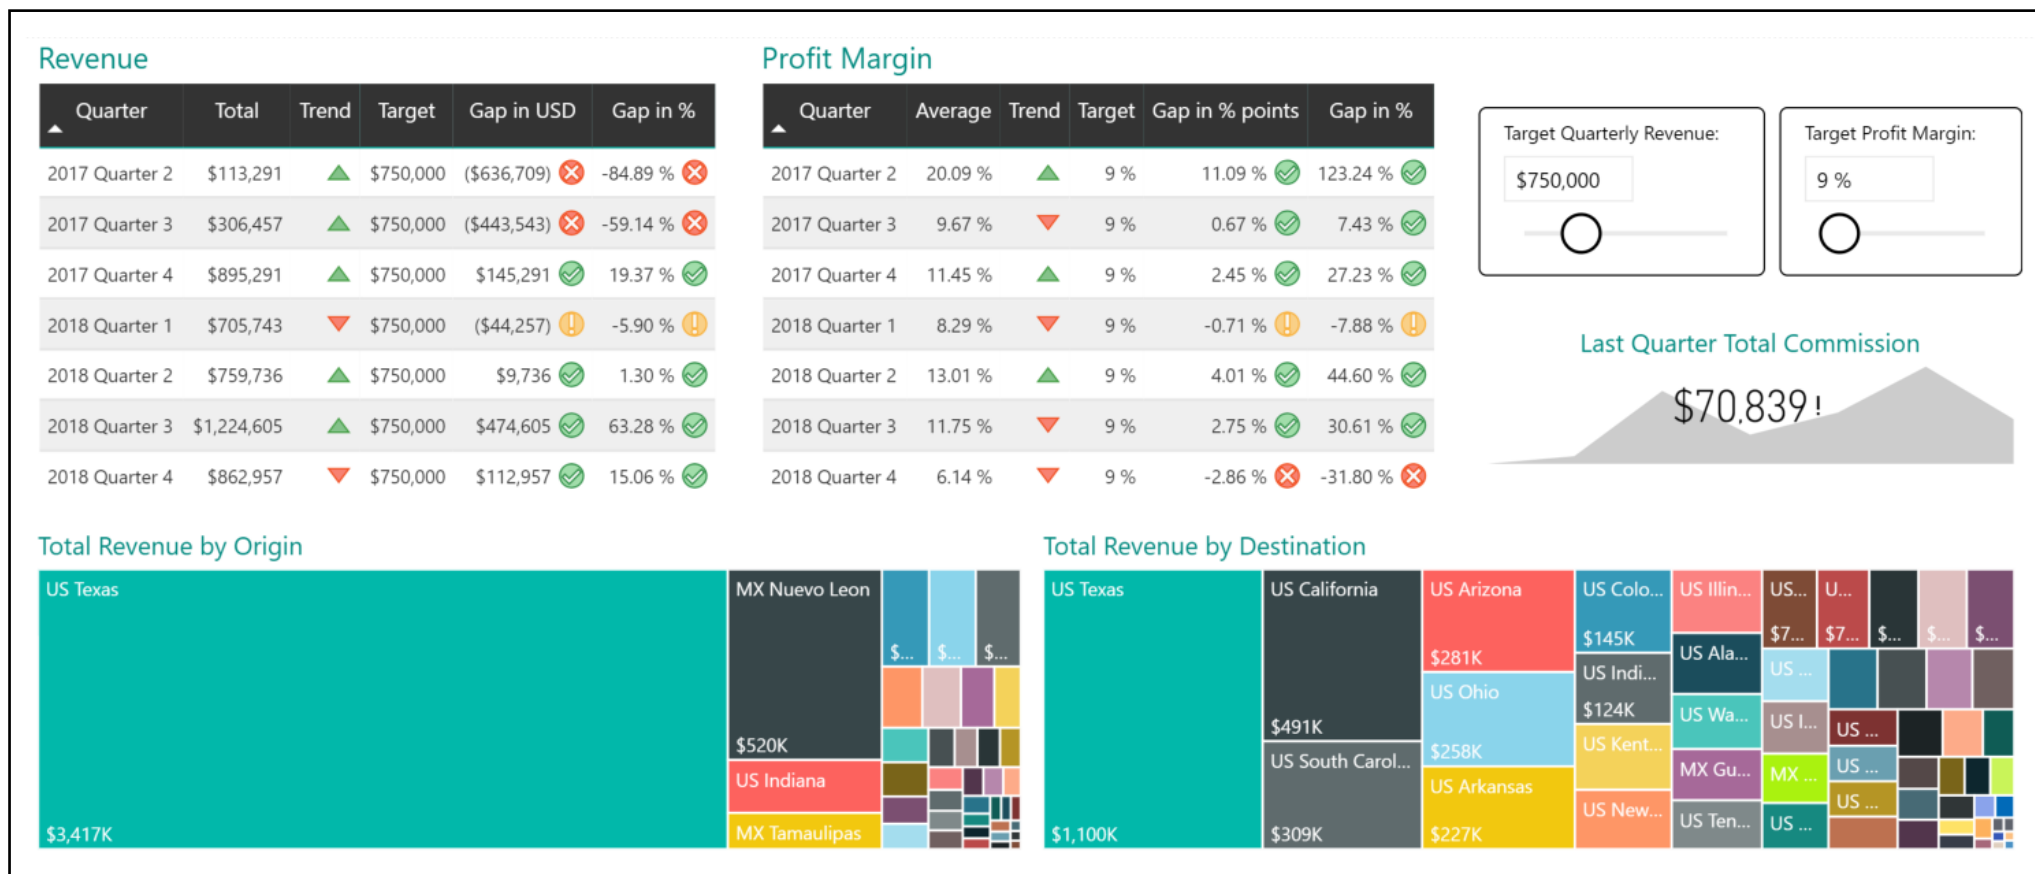 Revenue
Quarter Total Trend Target Gap in USD Gap in %
2017 Quarter 2 $113,291 $750,000 ($636,709) -84.89 %
2017 Quarter 3 $306,457 $750,000 ($443,543) -59.14 %
2017 Quarter 4 $895,291 $750,000 $145,291 19.37 %
2018 Quarter 1 $705,743 $750,000 ($44,257) -5.90 %
2018 Quarter 2 $759,736 $750,000 $9,736 1.30 %
2018 Quarter 3 $1,224,605 $750,000 $474,605 63.28 %
2018 Quarter 4 $862,957 $750,000 $112,957 15.06 %
Profit Margin
Quarter Average Trend Target Gap in % points Gap in %
2017 Quarter 2 20.09 % 9 % 11.09 % 123.24 %
2017 Quarter 3 9.67 % 9 % 0.67 % 7.43 %
2017 Quarter 4 11.45 % 9 % 2.45 % 27.23 %
2018 Quarter 1 8.29 % 9 % -0.71 % -7.88 %
2018 Quarter 2 13.01 % 9 % 4.01 % 44.60 %
2018 Quarter 3 11.75 % 9 % 2.75 % 30.61 %
2018 Quarter 4 6.14 % 9 % -2.86 % -31.80 %
Target Quarterly Revenue:
$750,000
Target Profit Margin:
9 %
Last Quarter Total Commission
$70,839!
Total Revenue by Origin
US Texas
$3,417K
MX Nuevo Leon
$520K
US Indiana
MX Tamaulipas
$...
$...
$...
Total Revenue by Destination
US Texas
$1,100K
US California
$491K
US South Carol...
$309K
US Arizona
$281K
US Ohio
$258K
US Arkansas
$227K
US Colo...
$145K
US Indi...
$124K
US Kent...
US New...
US Illin...
US Ala...
US Wa...
MX Gu...
US Ten...
US...
$7...
U...
$7...
$...
$...
$...
US ...
US I...
MX ...
US ...
US ...
US ...
US ...